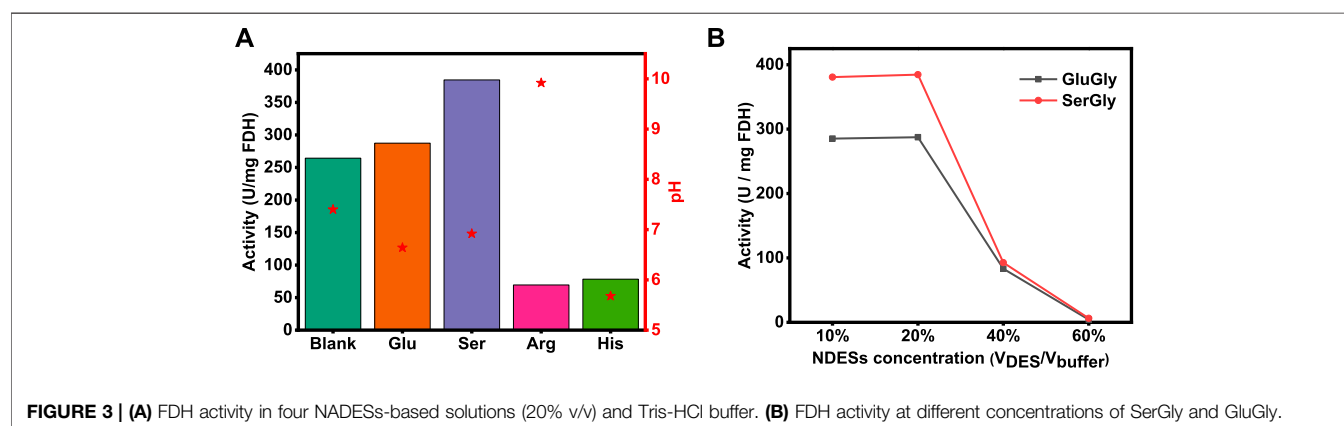 A
Activity (U/mg FDH)
400
350
300
250
200
150
100
50
0
Blank Glu Ser Arg His
10
9
8
7
6
5
pH
B
Activity (U / mg FDH)
400
300
200
100
0
GluGly
SerGly
10% 20% 40% 60%
NDESs concentration (VDES/Vbuffer)
FIGURE 3 | (A) FDH activity in four NADESs-based solutions (20% v/v) and Tris-HCl buffer. (B) FDH activity at different concentrations of SerGly and GluGly.